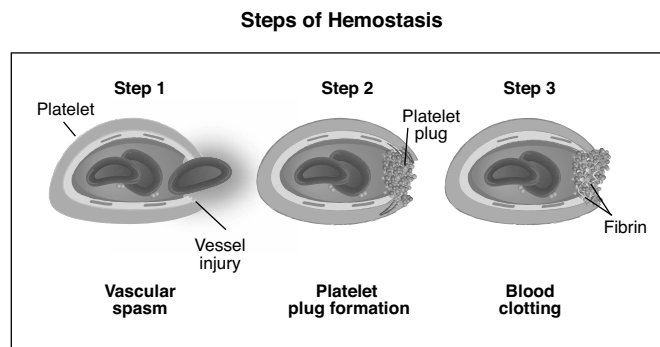 Steps of Hemostasis
Step 1
Step 2
Step 3
Platelet
Platelet
plug
Vessel
injury
Fibrin
Vascular
spasm
Platelet
plug formation
Blood
clotting